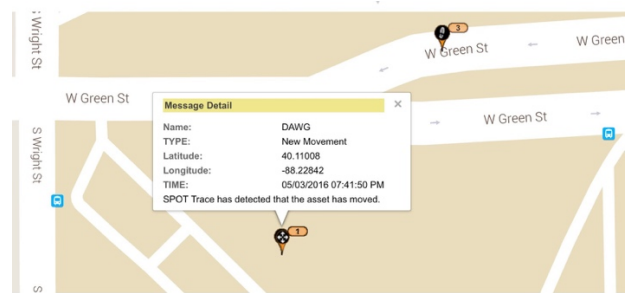 S Wright St
W Green St
S Wright St
S
3
W Green St
W Green
W Green St
Message Detail
Name: DAWG
TYPE: New Movement
Latitude: 40.11008
Longitude: -88.22842
TIME: 05/03/2016 07:41:50 PM
SPOT Trace has detected that the asset has moved.
1